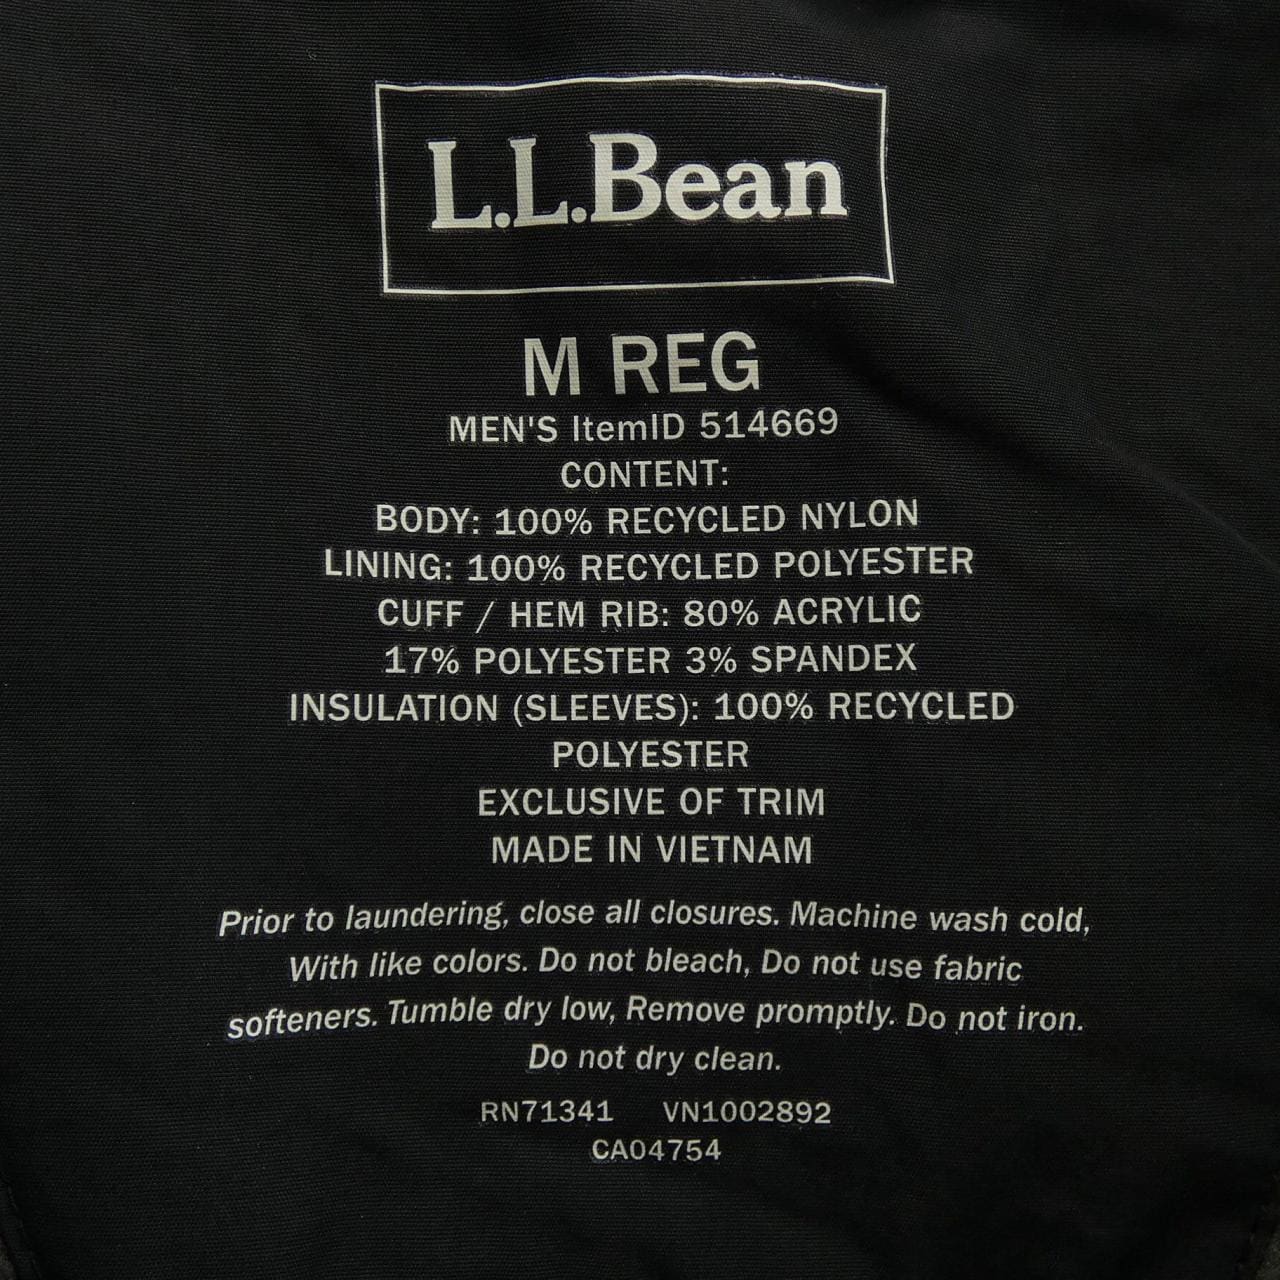 L.L.Bean
M REG
MEN'S ItemID 514669
CONTENT:
BODY: 100% RECYCLED NYLON
LINING: 100% RECYCLED POLYESTER
CUFF / HEM RIB: 80% ACRYLIC
17% POLYESTER 3% SPANDEX
INSULATION (SLEEVES): 100% RECYCLED
POLYESTER
EXCLUSIVE OF TRIM
MADE IN VIETNAM
Prior to laundering, close all closures. Machine wash cold,
With like colors. Do not bleach, Do not use fabric
softeners. Tumble dry low, Remove promptly. Do not iron.
Do not dry clean.
RN71341 VN1002892
CA04754